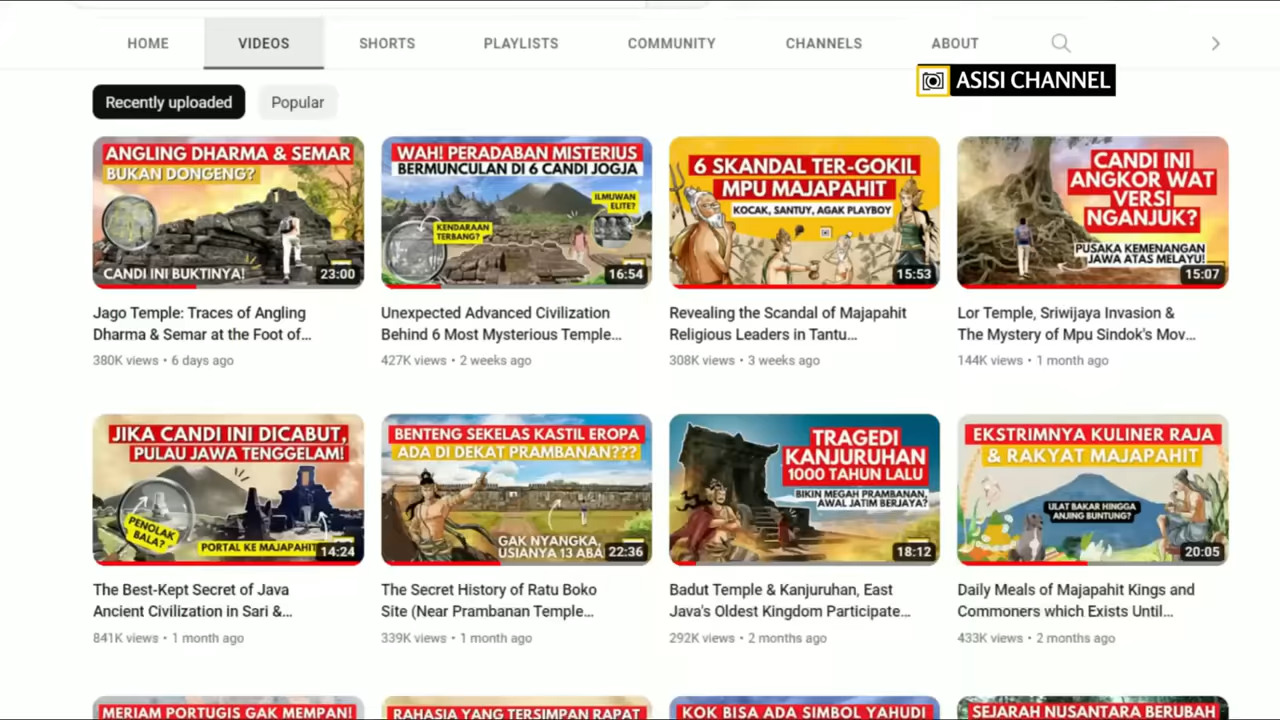 HOME
VIDEOS
SHORTS
PLAYLISTS
COMMUNITY
CHANNELS
ABOUT
ASISI CHANNEL
Recently uploaded
Popular
ANGLING DHARMA & SEMAR
BUKAN DONGENG?
CANDI INI BUKTINYA!
23:00
WAH! PERADABAN MISTERIUS
BERMUNCULAN DI 6 CANDI JOGJA
ILMUWAN
ELITE?
KENDARAAN
TERBANG?
16:54
6 SKANDAL TER-GOKIL
MPU MAJAPAHIT
KOCAK, SANTUY, AGAK PLAYBOY
15:53
CANDI INI
ANGKOR WAT
VERSI
NGANJUK?
PUSAKA KEMENANGAN
JAWA ATAS MELAYU!
15:07
Jago Temple: Traces of Angling
Dharma & Semar at the Foot of...
380K views • 6 days ago
Unexpected Advanced Civilization
Behind 6 Most Mysterious Temple...
427K views • 2 weeks ago
Revealing the Scandal of Majapahit
Religious Leaders in Tantu...
308K views • 3 weeks ago
Lor Temple, Sriwijaya Invasion &
The Mystery of Mpu Sindok's Mov...
144K views • 1 month ago
JIKA CANDI INI DICABUT,
PULAU JAWA TENGGELAM!
PENOLAK
BALA?
PORTAL KE MAJAPAHIT
14:24
BENTENG SEKELAS KASTIL EROPA
ADA DI DEKAT PRAMBANAN???
GAK NYANGKA,
USIANYA 13 ABA
22:36
TRAGEDI
KANJURUHAN
1000 TAHUN LALU
BIKIN MEGAH PRAMBANAN,
AWAL JATIM BERJAYA?
18:12
EKSTRIMNYA KULINER RAJA
& RAKYAT MAJAPAHIT
ULAT BAKAR HINGGA
ANJING BUNTUNG?
20:05
The Best-Kept Secret of Java
Ancient Civilization in Sari &...
841K views • 1 month ago
The Secret History of Ratu Boko
Site (Near Prambanan Temple...
339K views • 1 month ago
Badut Temple & Kanjuruhan, East
Java's Oldest Kingdom Participate...
292K views • 2 months ago
Daily Meals of Majapahit Kings and
Commoners which Exists Until...
433K views • 2 months ago
MERIAM PORTUGIS GAK MEMPAN!
RAHASIA YANG TERSIMPAN RAPAT
KOK BISA ADA SIMBOL YAHUDI
SEJARAH NUSANTARA BERUBAH